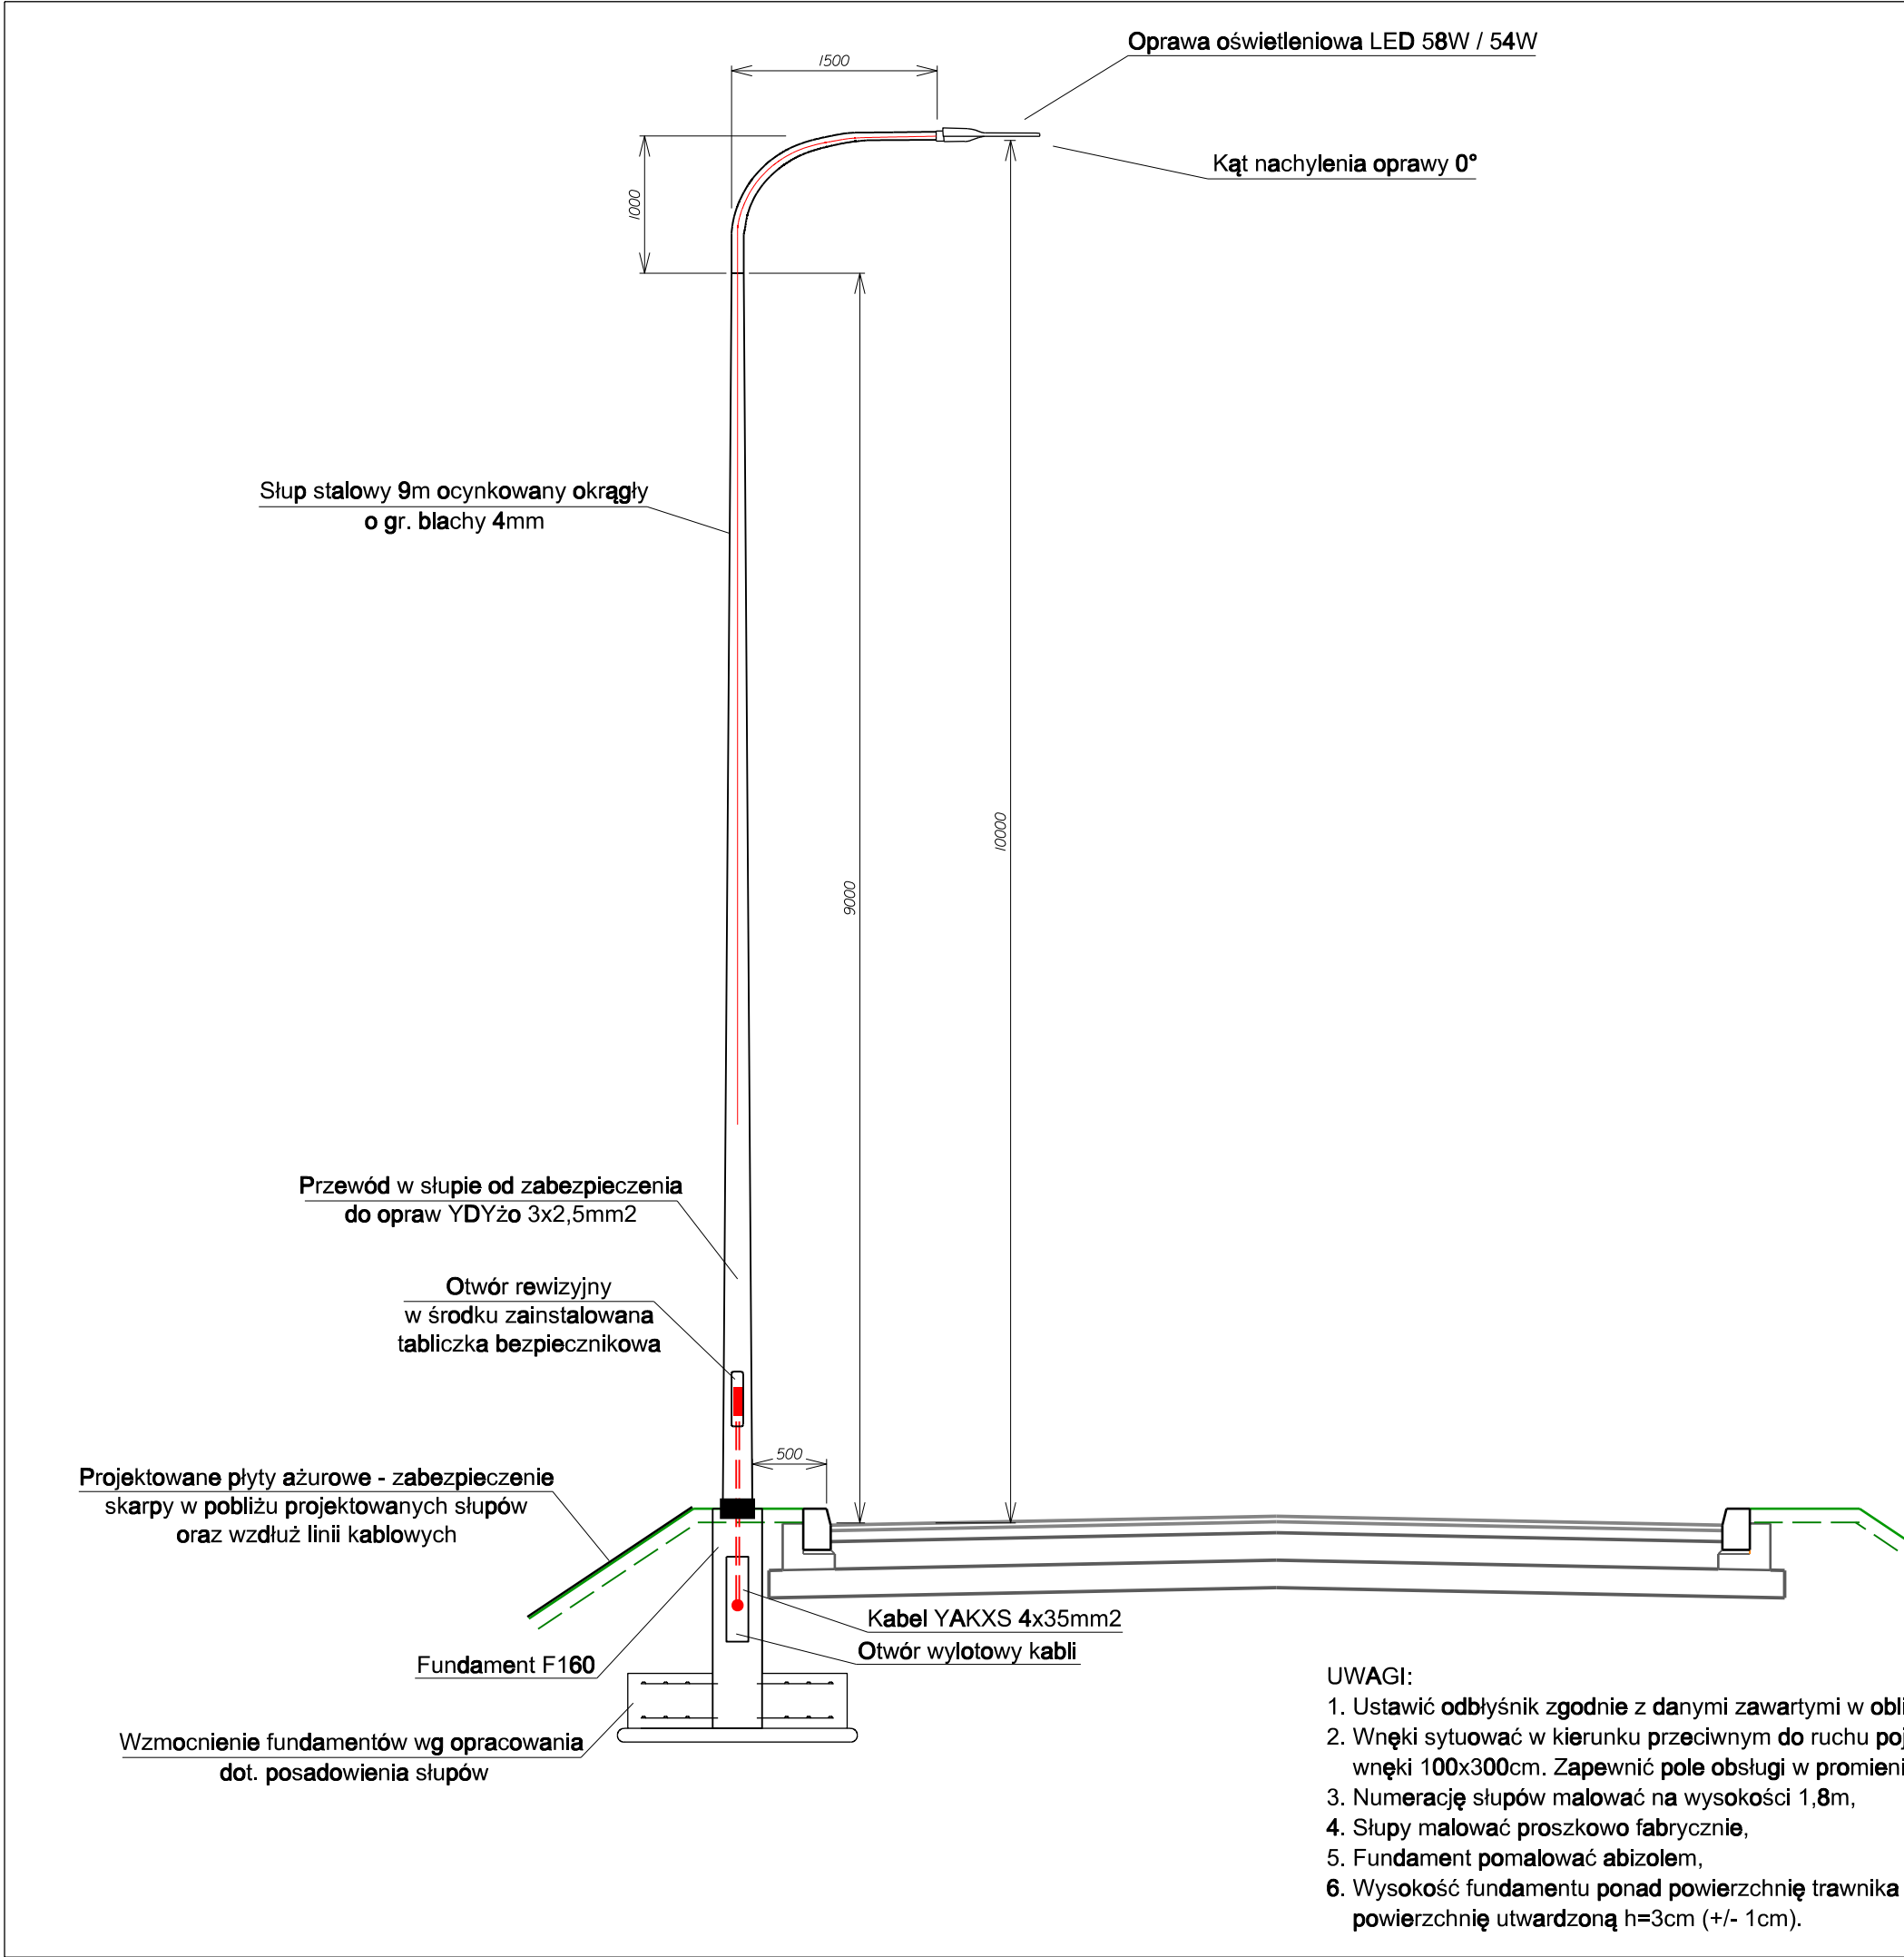 Oprawa oświetleniowa LED 58W / 54W
1500
Kąt nachylenia oprawy 0°
1000
Słup stalowy 9m ocynkowany okrągły
o gr. blachy 4mm
10000
9000
Przewód w słupie od zabezpieczenia
do opraw YDYżo 3x2,5mm2
Otwór rewizyjny
w środku zainstalowana
tabliczka bezpiecznikowa
500
Projektowane płyty ażurowe - zabezpieczenie
skarpy w pobliżu projektowanych słupów
oraz wzdłuż linii kablowych
Kabel YAKXS 4x35mm2
Otwór wylotowy kabli
Fundament F160
Wzmocnienie fundamentów wg opracowania
dot. posadowienia słupów
UWAGI:
1. Ustawić odbłyśnik zgodnie z danymi zawartymi w
2. Wnęki sytuować w kierunku przeciwnym do ruchu
wnęki 100x300cm. Zapewnić pole obsługi w
3. Numerację słupów malować na wysokości 1,8m,
4. Słupy malować proszkowo fabrycznie,
5. Fundament pomalować abizolem,
6. Wysokość fundamentu ponad powierzchnię trawnika
powierzchnię utwardzoną h=3cm (+/- 1cm).